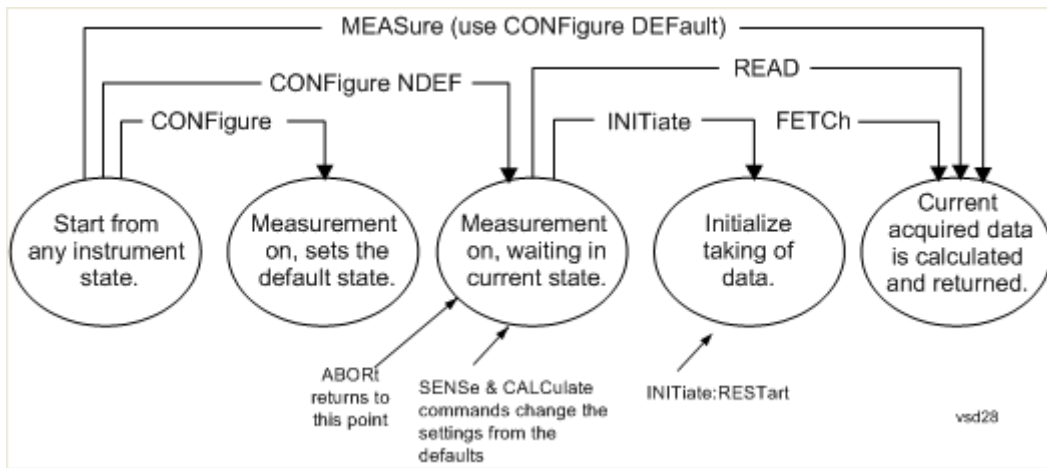 MEASure (use CONFigure DEFault)
CONFigure NDEF
READ
CONFigure
INITiate
FETCh
Start from
any instrument
state.
Measurement
on, sets the
default state.
Measurement
on, waiting in
current state.
Initialize
taking of
data.
Current
acquired data
is calculated
and returned.
ABORt
returns to
this point
SENSe & CALCulate
commands change the
settings from the
defaults
INITiate:RESTart
vsd28